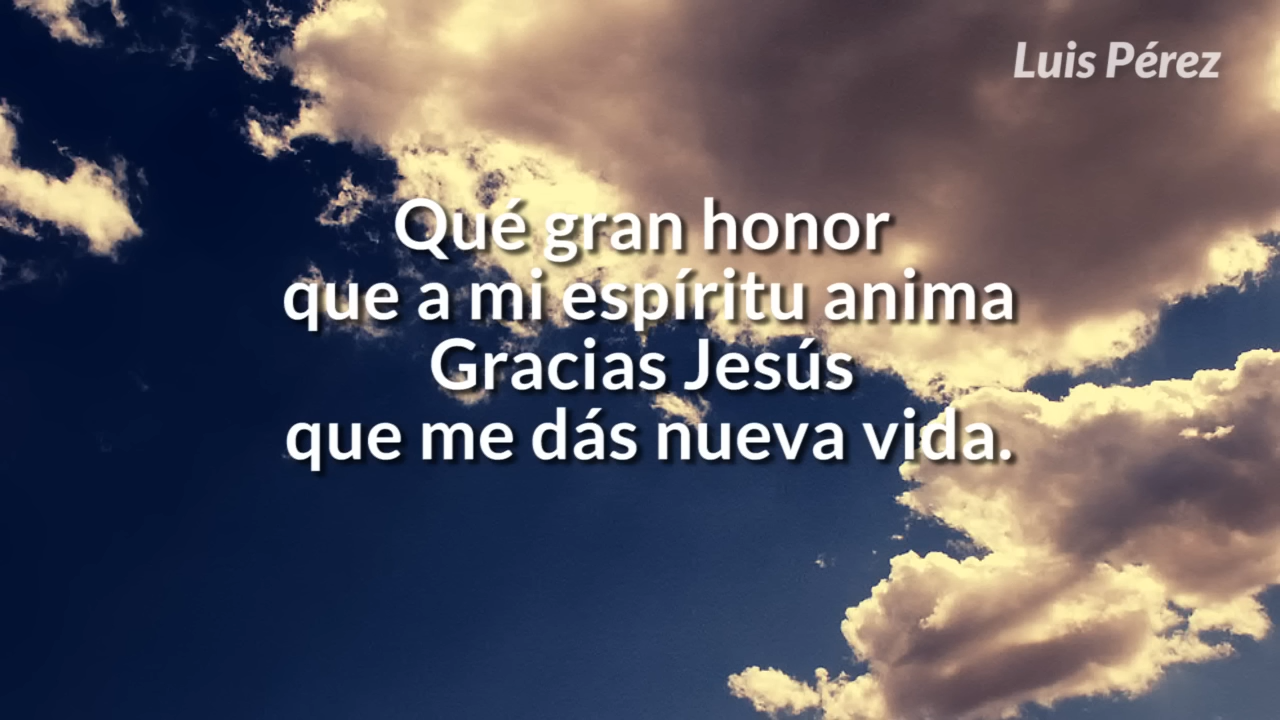 Luis Pérez
Qué gran honor
que a mi espíritu anima
Gracias Jesús
que me dás nueva vida.